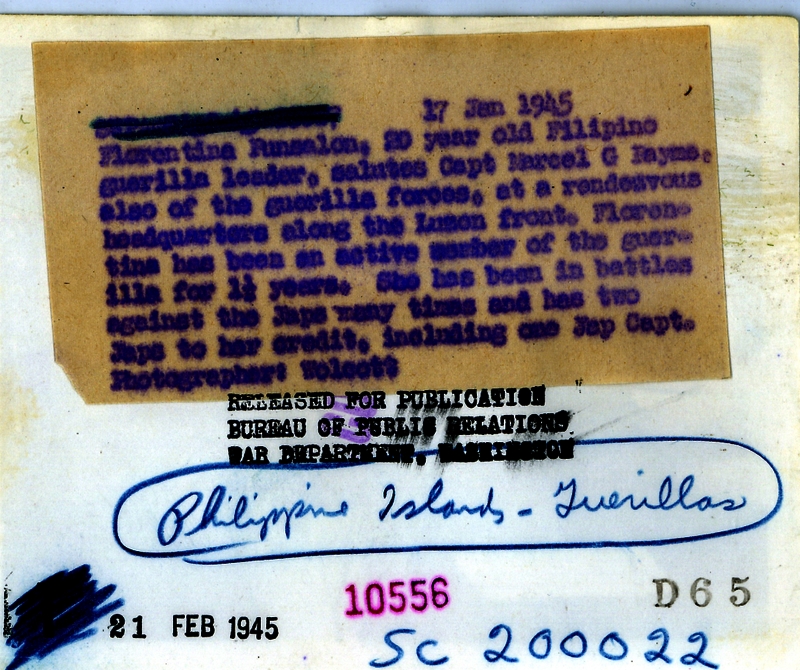 17 Jan 1945
Florentina Punsalon, 20 year old Filipino
guerilla leader, salutes Capt Marcel G
also of the guerilla forces, at a rendezvous
headquarters along the Luzon front. Floren-
tina has been an active member of the guer-
illa for 1½ years. She has been in battles
against the Japs many times and has two
Japs to her credit, including one Jap Capt.
Photographer: Wolcott
RELEASED FOR PUBLICATION
BUREAU OF PUBLIC RELATIONS
WAR DEPARTMENT, WASHINGTON
Philippine Islands - Guerillas
10556
D65
21 FEB 1945
SC 200022